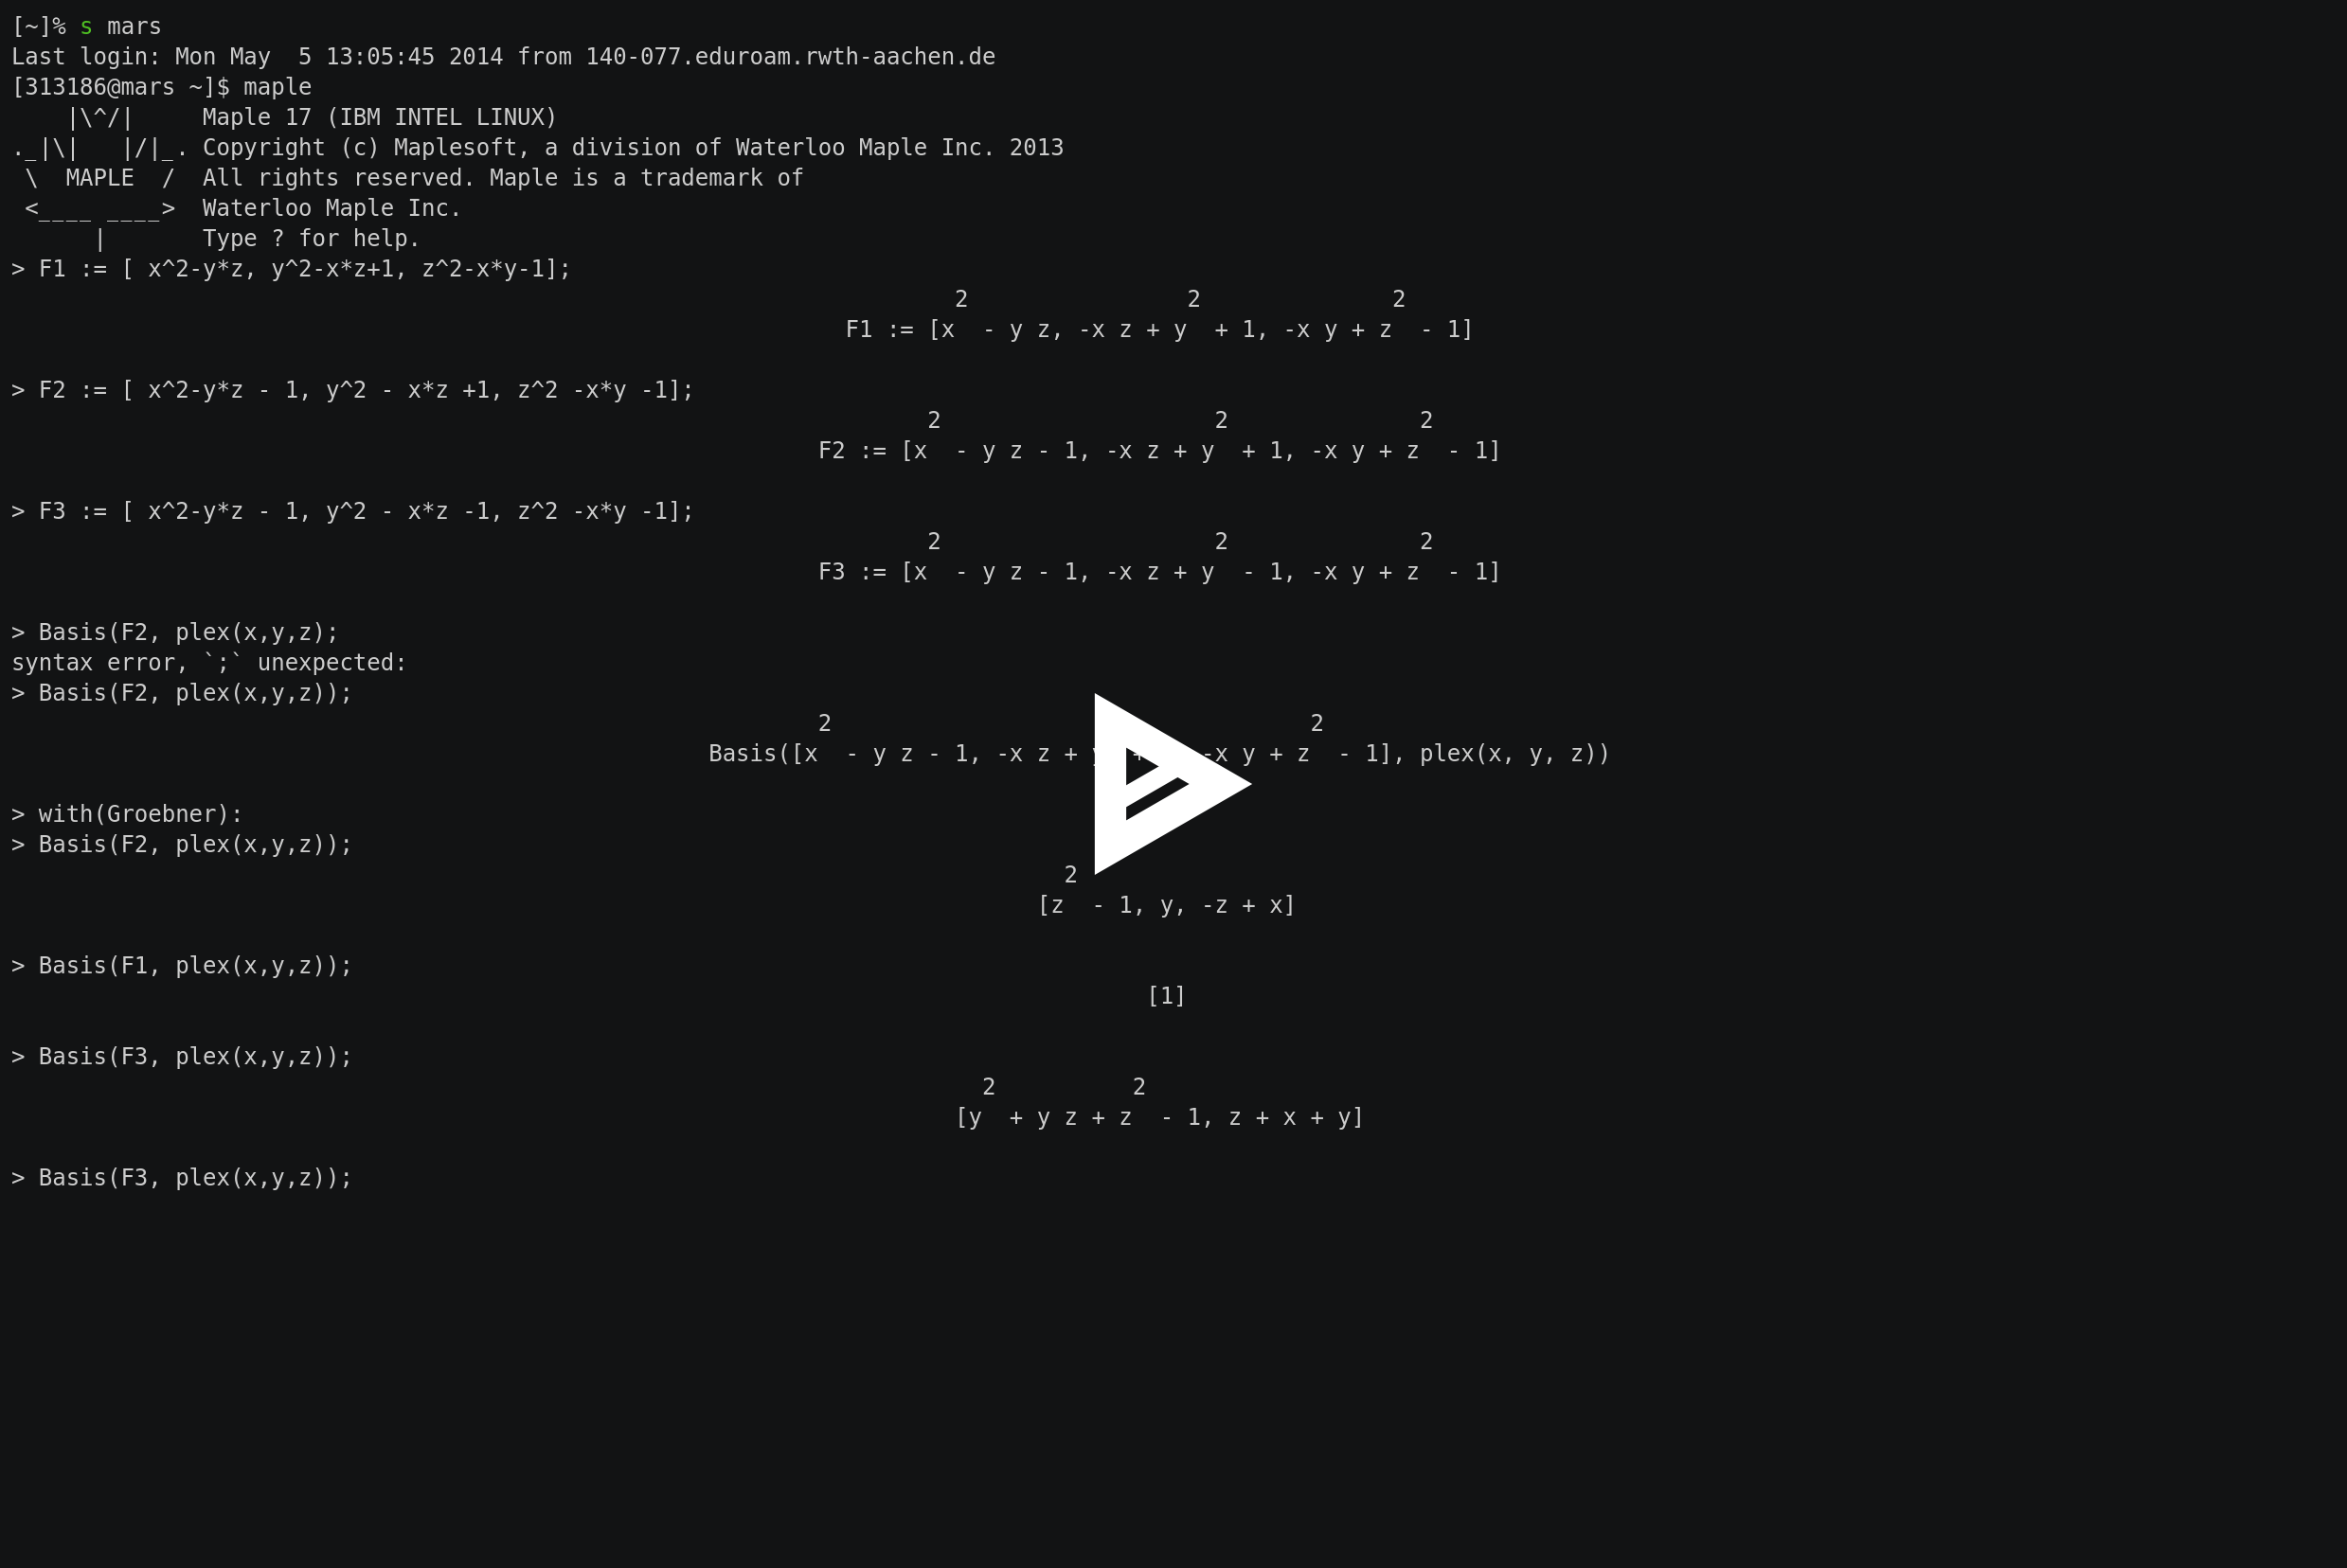 [~]% s mars
Last login: Mon May  5 13:05:45 2014 from 140-077.eduroam.rwth-aachen.de
[313186@mars ~]$ maple
    |\^/|     Maple 17 (IBM INTEL LINUX)
._|\|   |/|_. Copyright (c) Maplesoft, a division of Waterloo Maple Inc. 2013
 \  MAPLE  /  All rights reserved. Maple is a trademark of
 <____ ____>  Waterloo Maple Inc.
      |       Type ? for help.
> F1 := [ x^2-y*z, y^2-x*z+1, z^2-x*y-1];
                                                                     2                2              2
                                                             F1 := [x  - y z, -x z + y  + 1, -x y + z  - 1]

> F2 := [ x^2-y*z - 1, y^2 - x*z +1, z^2 -x*y -1];
                                                                   2                    2              2
                                                           F2 := [x  - y z - 1, -x z + y  + 1, -x y + z  - 1]

> F3 := [ x^2-y*z - 1, y^2 - x*z -1, z^2 -x*y -1];
                                                                   2                    2              2
                                                           F3 := [x  - y z - 1, -x z + y  - 1, -x y + z  - 1]

> Basis(F2, plex(x,y,z);
syntax error, `;` unexpected:
> Basis(F2, plex(x,y,z));
                                                           2                                   2
                                                   Basis([x  - y z - 1, -x z + y  +    -x y + z  - 1], plex(x, y, z))

> with(Groebner):
> Basis(F2, plex(x,y,z));
                                                                             2
                                                                           [z  - 1, y, -z + x]

> Basis(F1, plex(x,y,z));
                                                                                   [1]

> Basis(F3, plex(x,y,z));
                                                                       2          2
                                                                     [y  + y z + z  - 1, z + x + y]

> Basis(F3, plex(x,y,z));